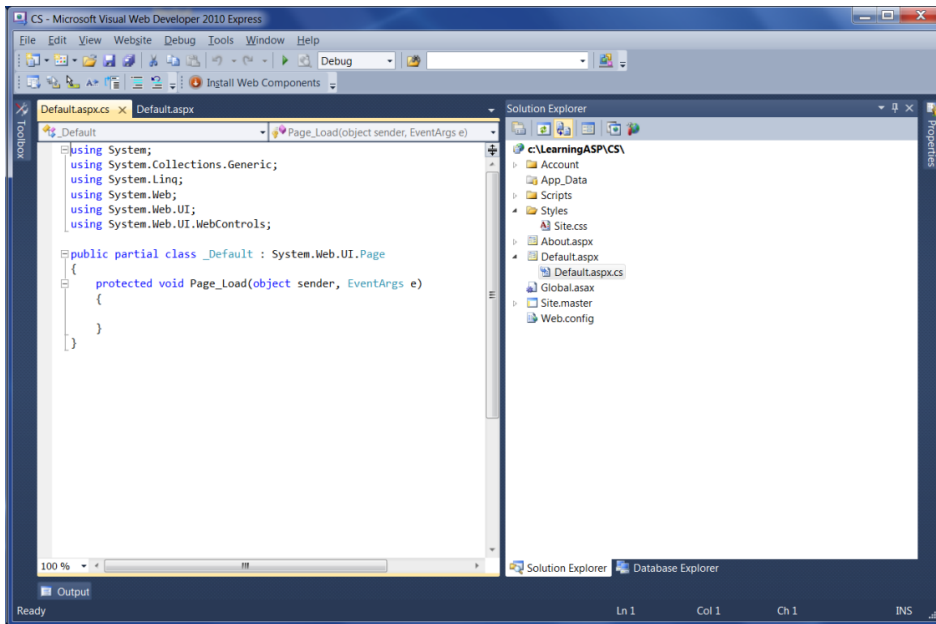 CS - Microsoft Visual Web Developer 2010 Express
File Edit View Website Debug Tools Window Help
Debug
Install Web Components
Default.aspx.cs Default.aspx
_Default Page_Load(object sender, EventArgs e)
using System;
using System.Collections.Generic;
using System.Linq;
using System.Web;
using System.Web.UI;
using System.Web.UI.WebControls;
public partial class _Default : System.Web.UI.Page
{
protected void Page_Load(object sender, EventArgs e)
{
}
}
100 %
Toolbox
Solution Explorer
c:\LearningASP\CS\
Account
App_Data
Scripts
Styles
Site.css
About.aspx
Default.aspx
Default.aspx.cs
Global.asax
Site.master
Web.config
Solution Explorer Database Explorer
Properties
Output
Ready Ln 1 Col 1 Ch 1 INS